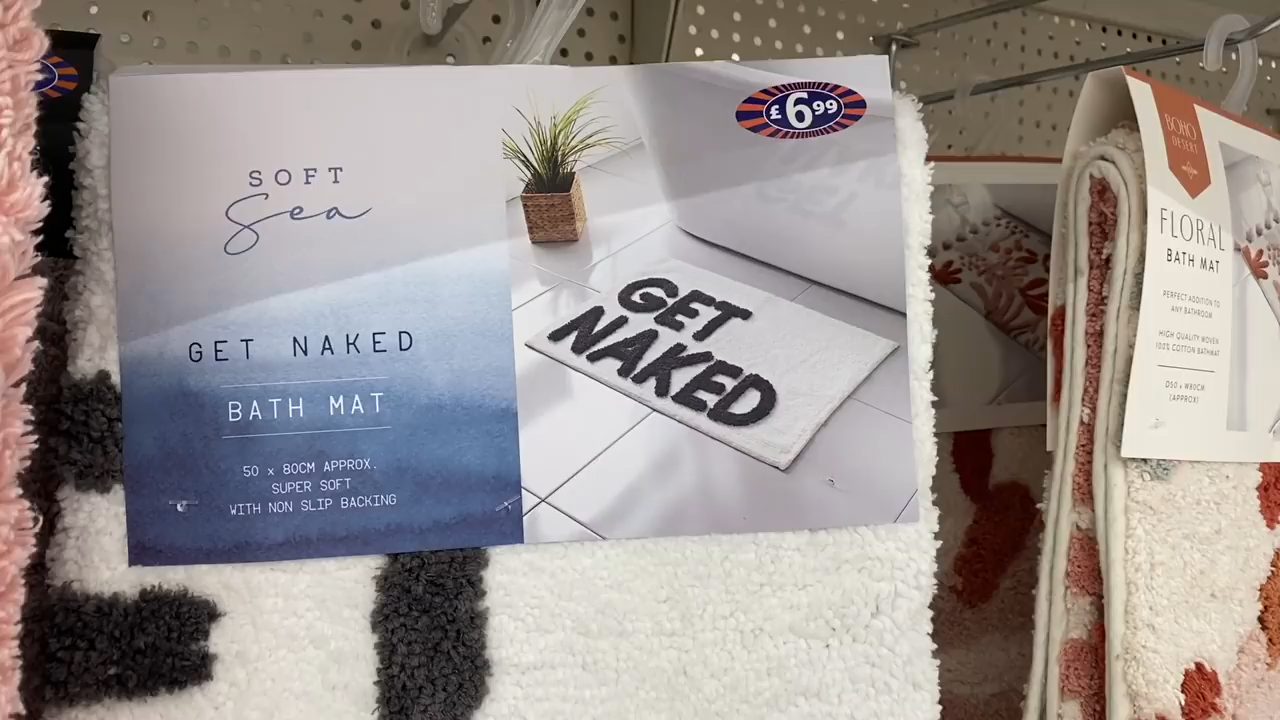 SOFT
Sea
GET NAKED
BATH MAT
50 x 80CM APPROX.
SUPER SOFT
WITH NON SLIP BACKING
£6.99
GET
NAKED
BOHO
DESERT
FLORAL
BATH MAT
PERFECT ADDITION TO
ANY BATHROOM
HIGH QUALITY WOVEN
100% COTTON BATHMAT
D50 x W80CM
(APPROX)